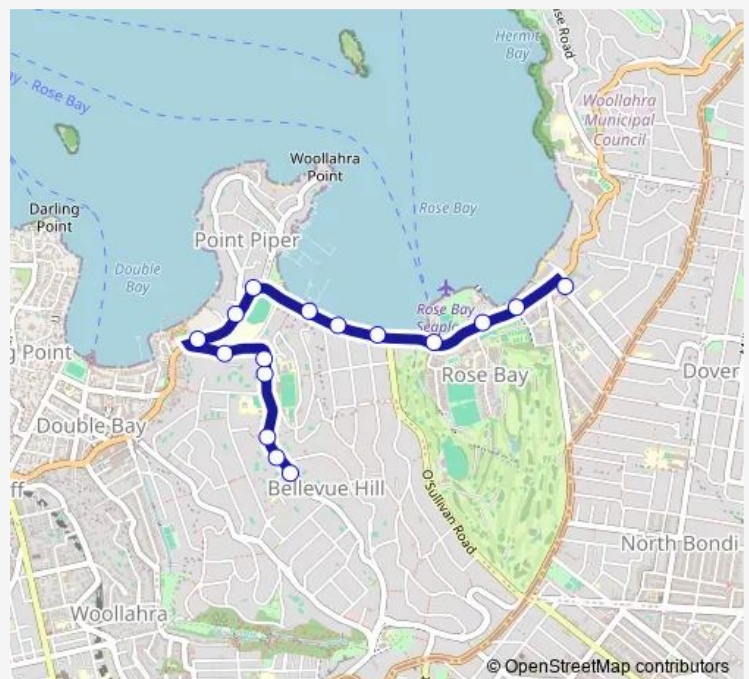 Hermit
Bay
se Road
Woollahra
Municipal
Council
y - Rose Bay
Woollahra
Point
Darling
Point
Rose Bay
Point Piper
Double
Bay
Rose Bay
Seapl
g Point
Rose Bay
Dover
Double Bay
ff
Bellevue Hill
O'Sullivan Road
North Bondi
Woollahra
© OpenStreetMap contributors